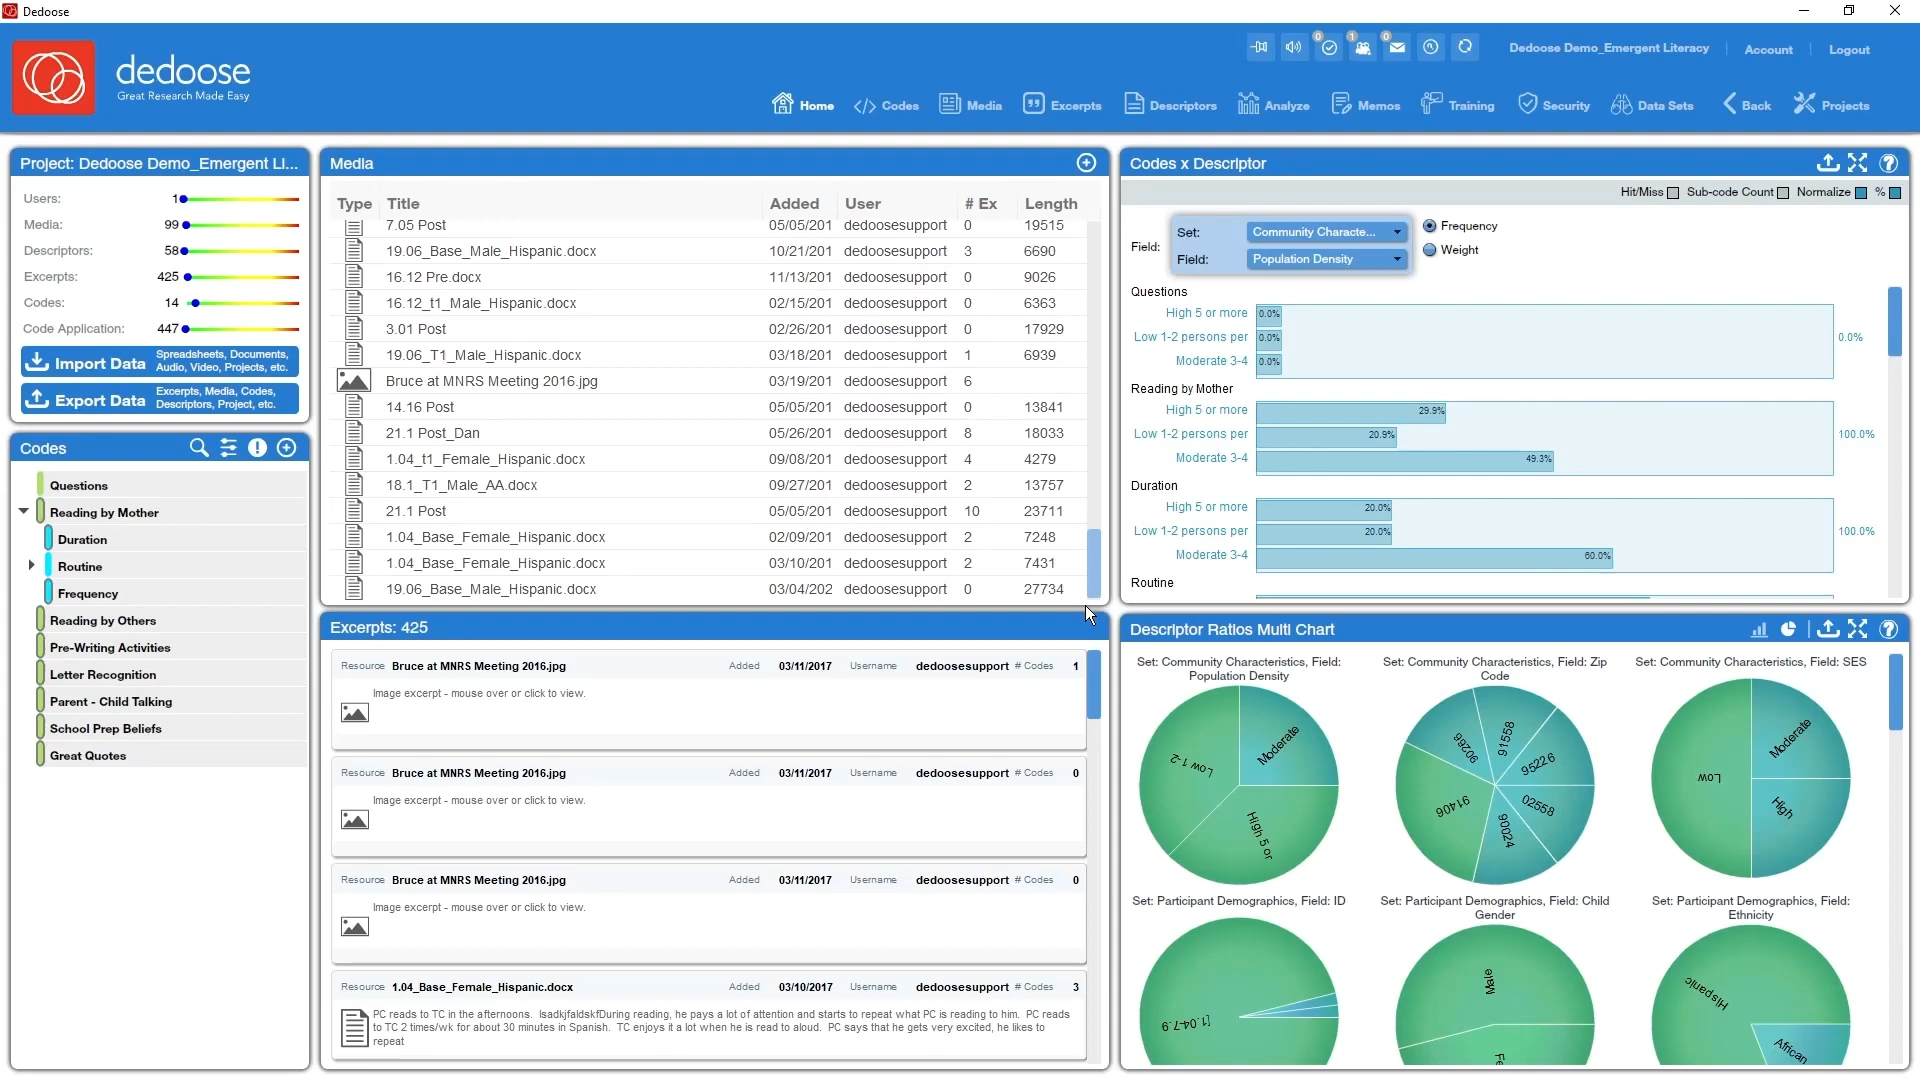 Dedoose
dedoose
Great Research Made Easy
0 1 0
Dedoose Demo_Emergent Literacy Account Logout
Home Codes Media Excerpts Descriptors Analyze Memos Training Security Data Sets Back Projects
Project: Dedoose Demo_Emergent Li...
Users: 1
Media: 99
Descriptors: 58
Excerpts: 425
Codes: 14
Code Application: 447
Import Data Spreadsheets, Documents, Audio, Video, Projects, etc.
Export Data Excerpts, Media, Codes, Descriptors, Project, etc.
Codes
Questions
Reading by Mother
Duration
Routine
Frequency
Reading by Others
Pre-Writing Activities
Letter Recognition
Parent - Child Talking
School Prep Beliefs
Great Quotes
Media
Type Title Added User # Ex Length
7.05 Post 05/05/201 dedoosesupport 0 19515
19.06_Base_Male_Hispanic.docx 10/21/201 dedoosesupport 3 6690
16.12 Pre.docx 11/13/201 dedoosesupport 0 9026
16.12_t1_Male_Hispanic.docx 02/15/201 dedoosesupport 0 6363
3.01 Post 02/26/201 dedoosesupport 0 17929
19.06_T1_Male_Hispanic.docx 03/18/201 dedoosesupport 1 6939
Bruce at MNRS Meeting 2016.jpg 03/19/201 dedoosesupport 6
14.16 Post 05/05/201 dedoosesupport 0 13841
21.1 Post_Dan 05/26/201 dedoosesupport 8 18033
1.04_t1_Female_Hispanic.docx 09/08/201 dedoosesupport 4 4279
18.1_T1_Male_AA.docx 09/27/201 dedoosesupport 2 13757
21.1 Post 05/05/201 dedoosesupport 10 23711
1.04_Base_Female_Hispanic.docx 02/09/201 dedoosesupport 2 7248
1.04_Base_Female_Hispanic.docx 03/10/201 dedoosesupport 2 7431
19.06_Base_Male_Hispanic.docx 03/04/202 dedoosesupport 0 27734
Excerpts: 425
Resource Bruce at MNRS Meeting 2016.jpg Added 03/11/2017 Username dedoosesupport # Codes 1
Image excerpt - mouse over or click to view.
Resource Bruce at MNRS Meeting 2016.jpg Added 03/11/2017 Username dedoosesupport # Codes 0
Image excerpt - mouse over or click to view.
Resource Bruce at MNRS Meeting 2016.jpg Added 03/11/2017 Username dedoosesupport # Codes 0
Image excerpt - mouse over or click to view.
Resource 1.04_Base_Female_Hispanic.docx Added 03/10/2017 Username dedoosesupport # Codes 3
PC reads to TC in the afternoons. lsadkjfaldskfDuring reading, he pays a lot of attention and starts to repeat what PC is reading to him. PC reads
to TC 2 times/wk for about 30 minutes in Spanish. TC enjoys it a lot when he is read to aloud. PC says that he gets very excited, he likes to
repeat
Codes x Descriptor
Hit/Miss Sub-code Count Normalize %
Field:
Set: Community Characte...
Field: Population Density
Frequency
Weight
Questions
High 5 or more 0.0%
Low 1-2 persons per 0.0% 0.0%
Moderate 3-4 0.0%
Reading by Mother
High 5 or more 29.9%
Low 1-2 persons per 20.9% 100.0%
Moderate 3-4 49.3%
Duration
High 5 or more 20.0%
Low 1-2 persons per 20.0% 100.0%
Moderate 3-4 60.0%
Routine
Descriptor Ratios Multi Chart
Set: Community Characteristics, Field: Population Density
Low 1-2
Moderate
High 5 or
Set: Community Characteristics, Field: Zip Code
90266
91558
95226
02558
90024
91406
Set: Community Characteristics, Field: SES
Low
Moderate
High
Set: Participant Demographics, Field: ID
[1.04-7.9
Set: Participant Demographics, Field: Child Gender
Male
Fe
Set: Participant Demographics, Field: Ethnicity
Hispanic
African